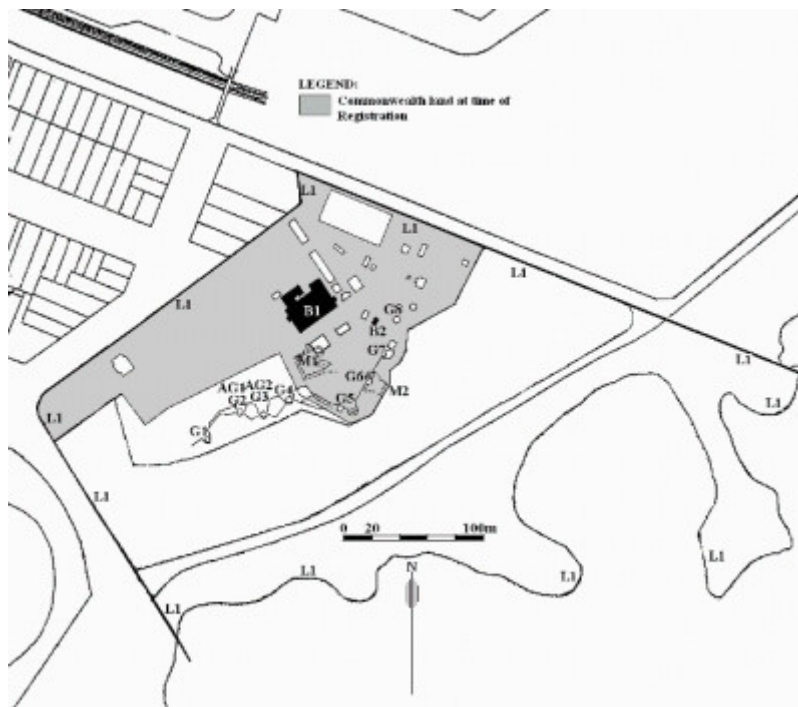 LEGEND:
Commonwealth land at time of
Registration
L1
L1
L1
L1
B1
G8
B2
G7
L1
M1
G6
M2
AG1 AG2
G2 G3 G4
G5
L1
G1
L1
0 20 100m
N
L1
L1
L1
L1